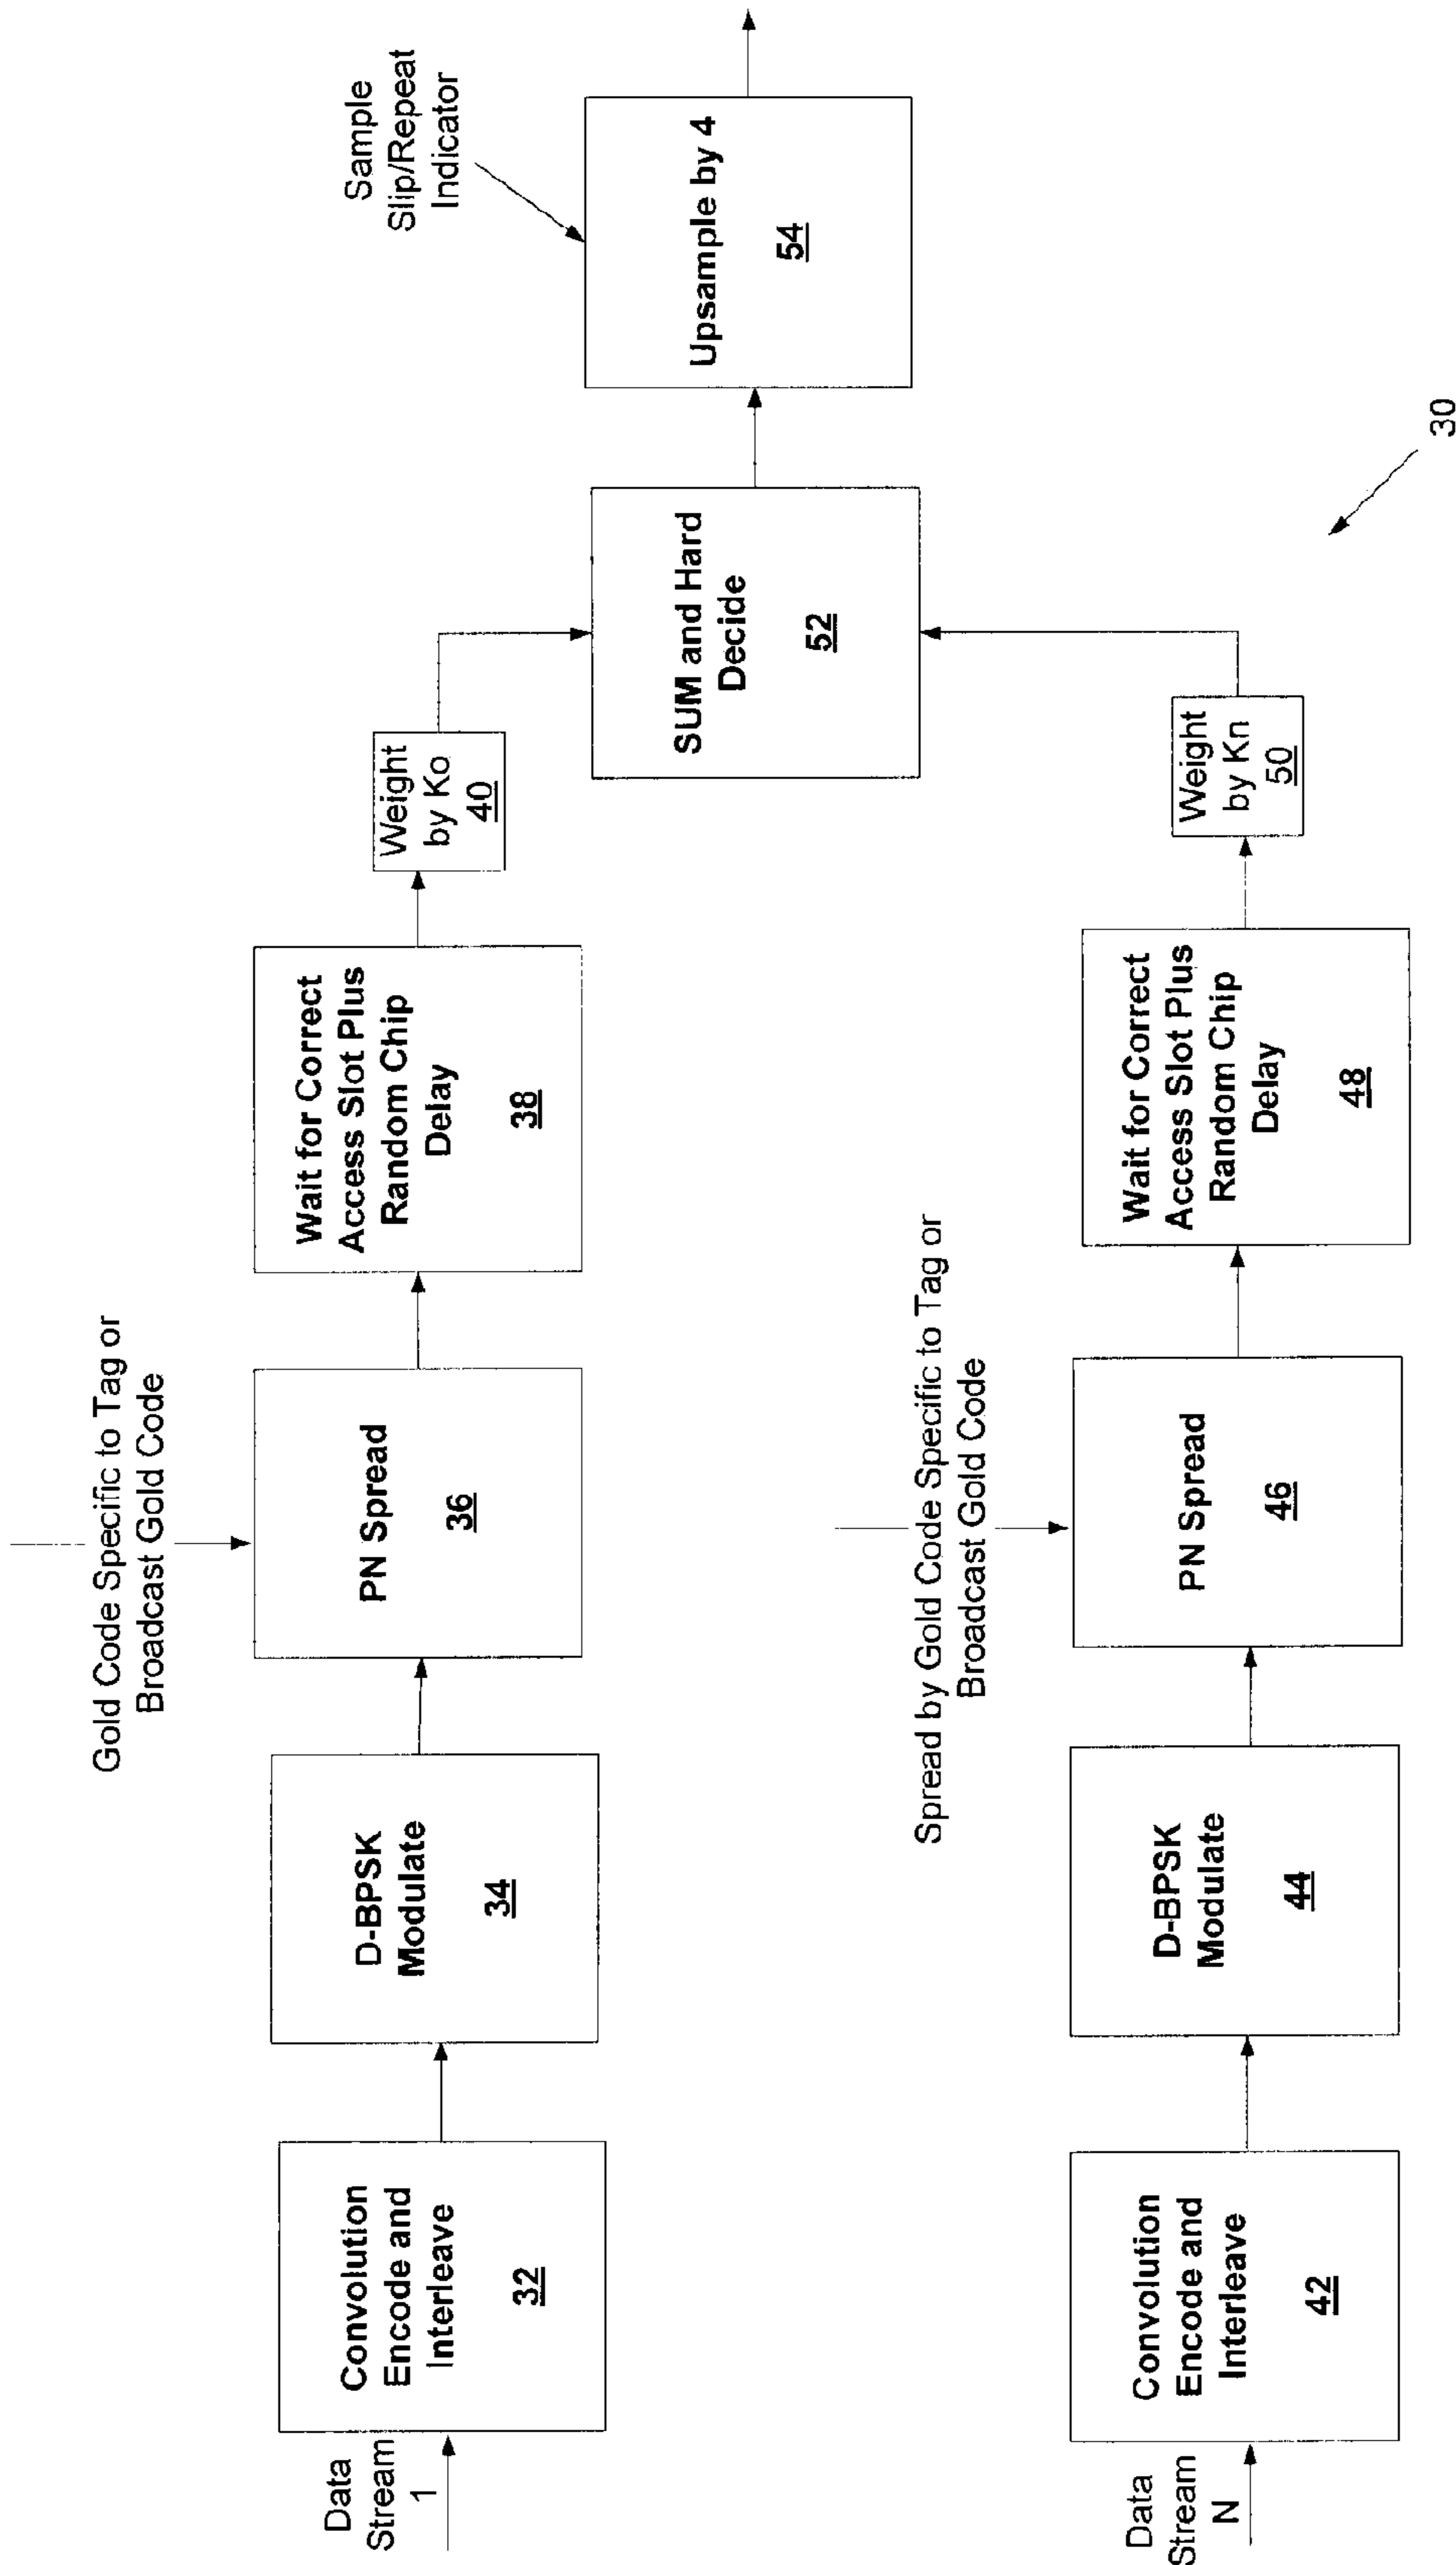 Data
Stream
1
Convolution
Encode and
Interleave
32
D-BPSK
Modulate
34
Gold Code Specific to Tag or
Broadcast Gold Code
PN Spread
36
Wait for Correct
Access Slot Plus
Random Chip
Delay
38
Weight
by Ko
40
SUM and Hard
Decide
52
Sample
Slip/Repeat
Indicator
Upsample by 4
54
Data
Stream
N
Convolution
Encode and
Interleave
42
D-BPSK
Modulate
44
Spread by Gold Code Specific to Tag or
Broadcast Gold Code
PN Spread
46
Wait for Correct
Access Slot Plus
Random Chip
Delay
48
Weight
by Kn
50
30